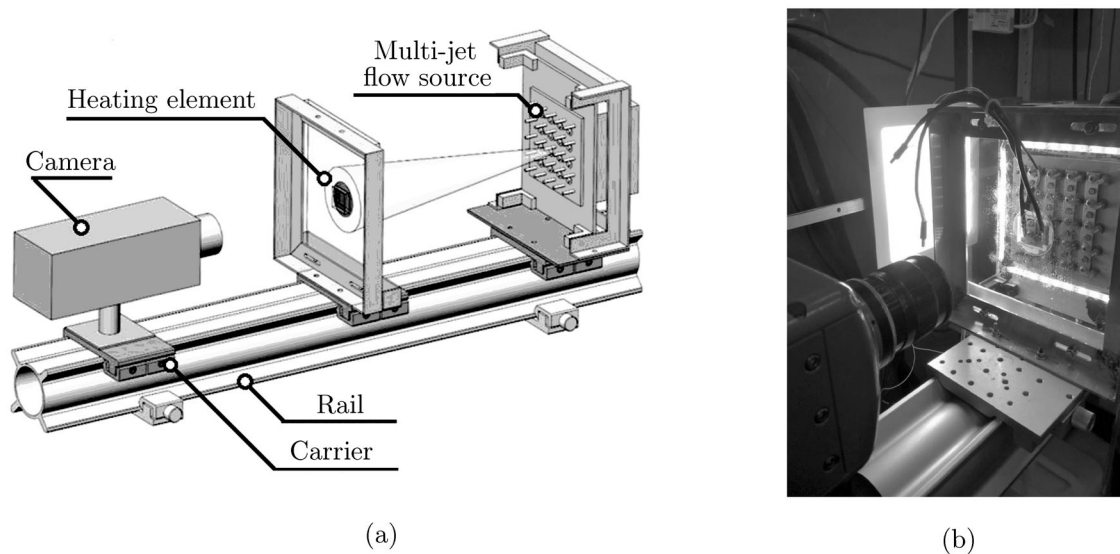 Multi-jet
flow source
Heating element
Camera
Rail
Carrier
(a)
(b)